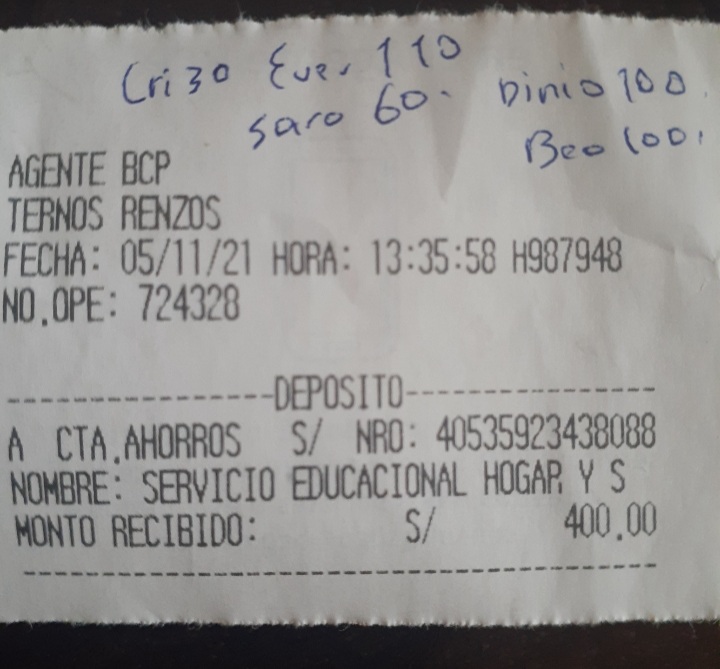 Cri 30 Ever 110
saro 60. Dinio 100.
Beo 100.
AGENTE BCP
TERNOS RENZOS
FECHA: 05/11/21 HORA: 13:35:58 H987948
NO.OPE: 724328
----------------DEPOSITO---------------
A CTA.AHORROS S/ NRO: 40535923438088
NOMBRE: SERVICIO EDUCACIONAL HOGAR Y S
MONTO RECIBIDO: S/ 400.00
---------------------------------------